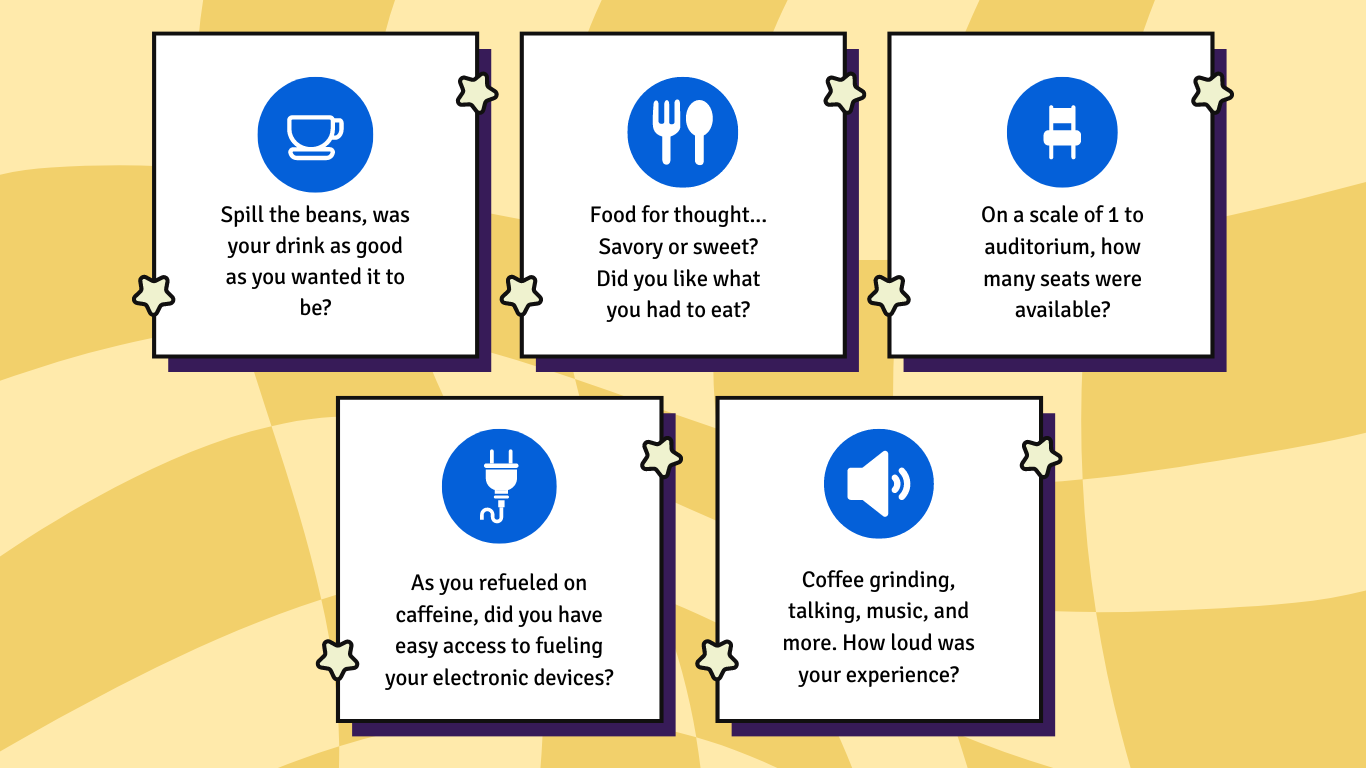 Spill the beans, was
your drink as good
as you wanted it to
be?
Food for thought...
Savory or sweet?
Did you like what
you had to eat?
On a scale of 1 to
auditorium, how
many seats were
available?
As you refueled on
caffeine, did you have
easy access to fueling
your electronic devices?
Coffee grinding,
talking, music, and
more. How loud was
your experience?